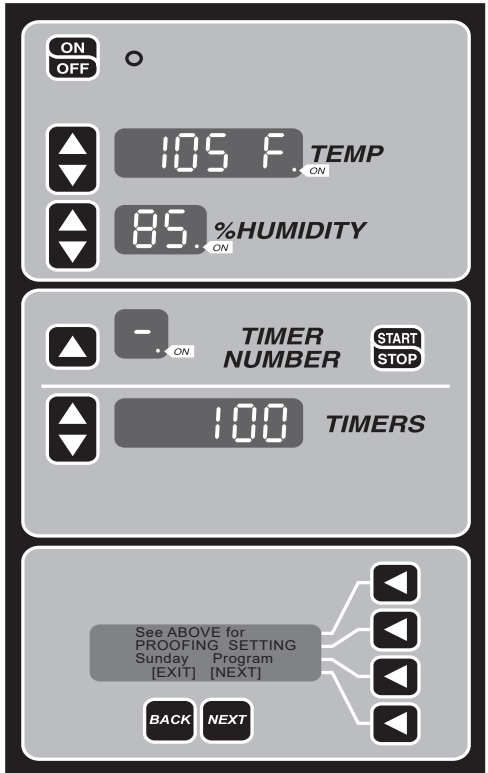 ON
OFF
105 F.
TEMP
ON
85.
%HUMIDITY
ON
-.
ON
TIMER
NUMBER
START
STOP
100
TIMERS
See ABOVE for
PROOFING SETTING
Sunday Program
[EXIT] [NEXT]
BACK NEXT